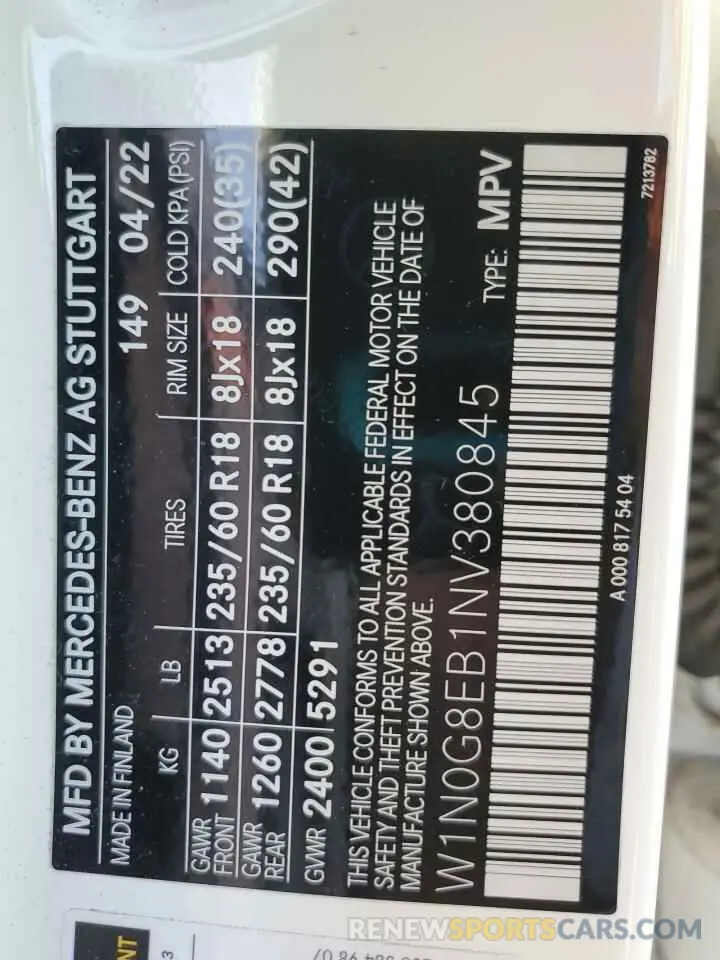 MFD BY MERCEDES-BENZ AG STUTTGART
MADE IN FINLAND 149 04/22
KG LB TIRES RIM SIZE COLD KPA (PSI)
GAWR FRONT 1140 2513 235/60 R18 8Jx18 240(35)
GAWR REAR 1260 2778 235/60 R18 8Jx18 290(42)
GVWR 2400 5291
THIS VEHICLE CONFORMS TO ALL APPLICABLE FEDERAL MOTOR VEHICLE
SAFETY AND THEFT PREVENTION STANDARDS IN EFFECT ON THE DATE OF
MANUFACTURE SHOWN ABOVE.
W1N0G8EB1NV380845 TYPE: MPV
A 000 817 54 04 7213782
NT
3
RENEWSPORTSCARS.COM